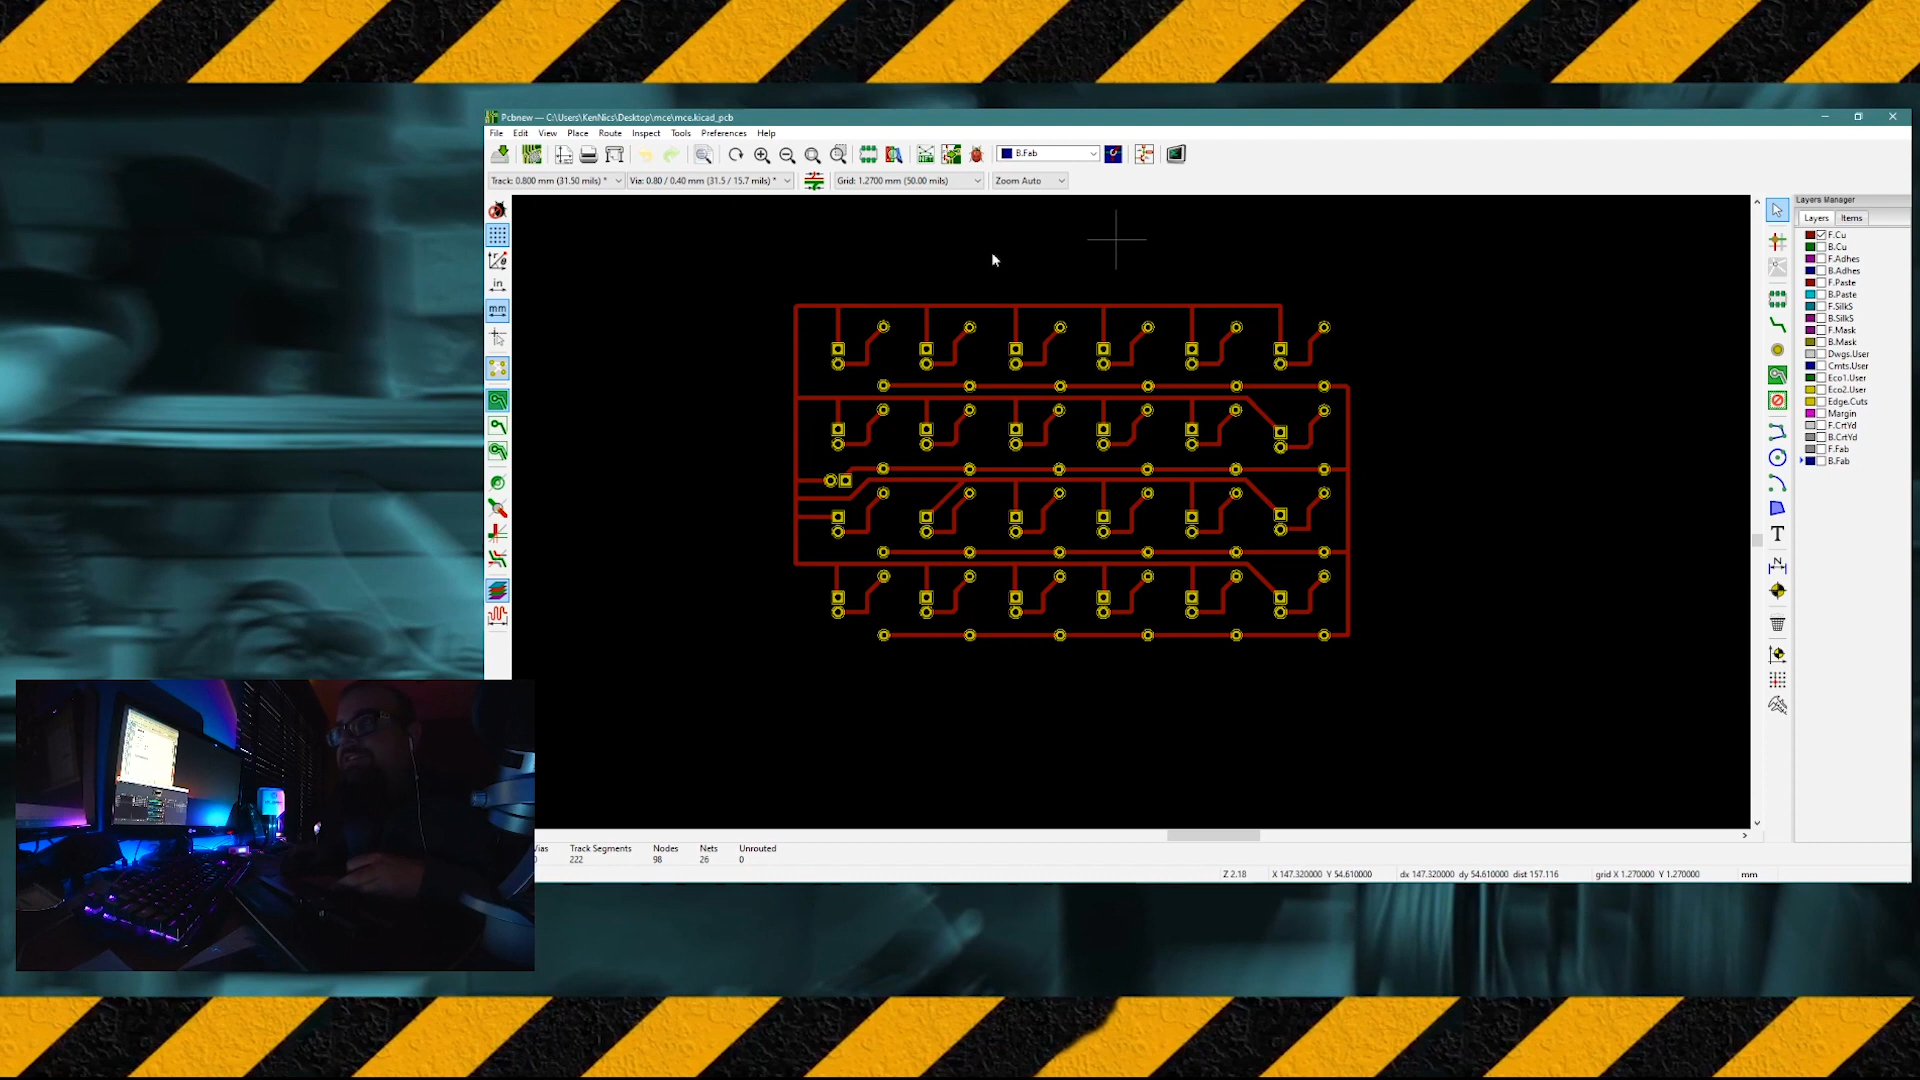 Pcbnew — C:\Users\KenNics\Desktop\mce\mce.kicad_pcb
File Edit View Place Route Inspect Tools Preferences Help
B.Fab
Track: 0.800 mm (31.50 mils) * Via: 0.80 / 0.40 mm (31.5 / 15.7 mils) * Grid: 1.2700 mm (50.00 mils) Zoom Auto
in
mm
Layers Manager
Layers Items
F.Cu
B.Cu
F.Adhes
B.Adhes
F.Paste
B.Paste
F.SilkS
B.SilkS
F.Mask
B.Mask
Dwgs.User
Cmts.User
Eco1.User
Eco2.User
Edge.Cuts
Margin
F.CrtYd
B.CrtYd
F.Fab
B.Fab
T
Vias Track Segments Nodes Nets Unrouted
0 222 98 26 0
Z 2.18 X 147.320000 Y 54.610000 dx 147.320000 dy 54.610000 dist 157.116 grid X 1.270000 Y 1.270000 mm